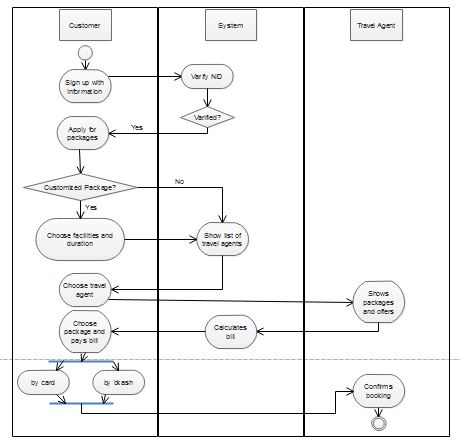 Customer
System
Travel Agent
Sign up with
information
Varify NID
Varified?
Yes
Apply for
packages
Customized Package?
No
Yes
Choose facilities and
duration
Show list of
travel agents
Choose travel
agent
Shows
packages
and offers
Choose
package and
pays bill
Calculates
bill
by card
by bkash
Confirms
booking